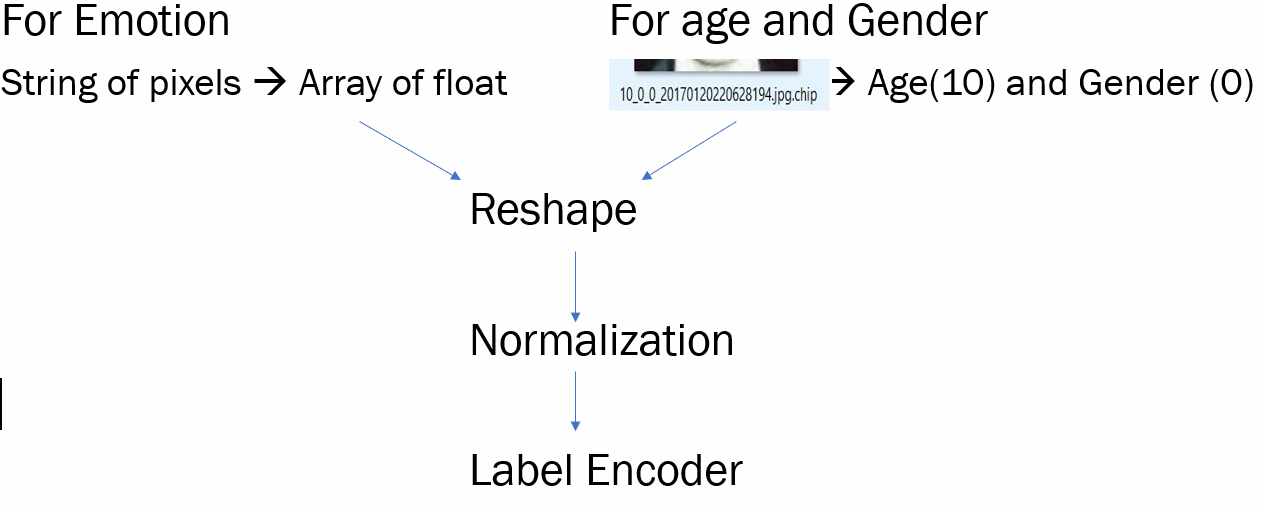 For Emotion
String of pixels → Array of float
For age and Gender
10_0_0_20170120220628194.jpg.chip → Age(10) and Gender (0)
Reshape
Normalization
Label Encoder